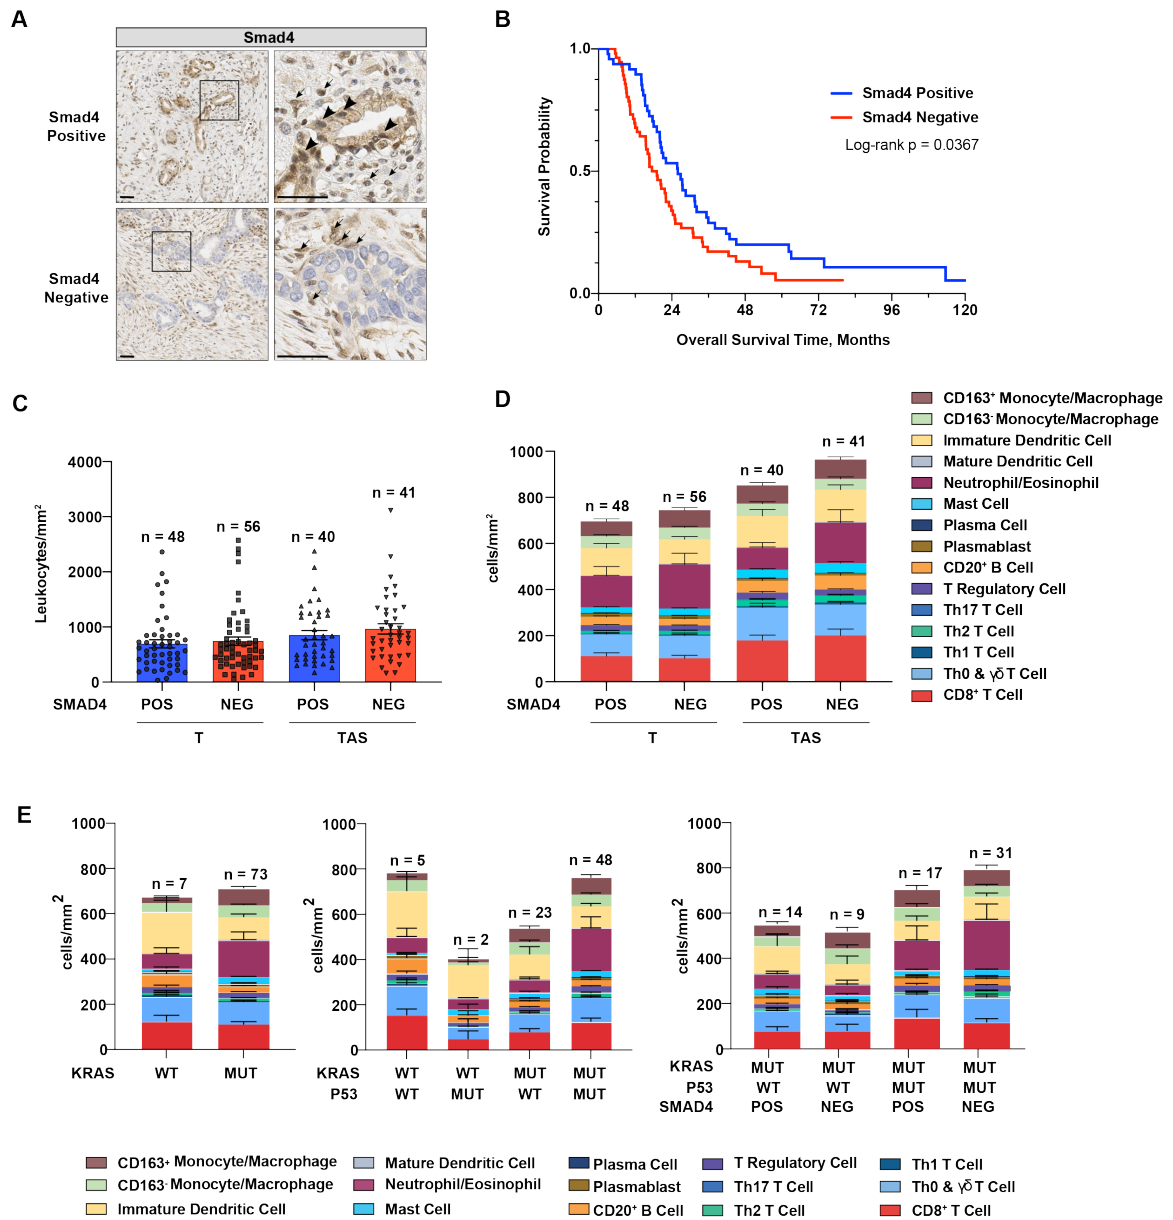 A
Smad4
Smad4
Positive
Smad4
Negative
B
1.0
0.5
0.0
Survival Probability
0 24 48 72 96 120
Overall Survival Time, Months
Smad4 Positive
Smad4 Negative
Log-rank p = 0.0367
C
4000
3000
2000
1000
0
Leukocytes/mm²
n = 48
n = 56
n = 40
n = 41
SMAD4 POS NEG POS NEG
T TAS
D
1000
800
600
400
200
0
cells/mm²
n = 48
n = 56
n = 40
n = 41
SMAD4 POS NEG POS NEG
T TAS
CD163⁺ Monocyte/Macrophage
CD163⁻ Monocyte/Macrophage
Immature Dendritic Cell
Mature Dendritic Cell
Neutrophil/Eosinophil
Mast Cell
Plasma Cell
Plasmablast
CD20⁺ B Cell
T Regulatory Cell
Th17 T Cell
Th2 T Cell
Th1 T Cell
Th0 & γδ T Cell
CD8⁺ T Cell
E
1000
800
600
400
200
0
cells/mm²
n = 7
n = 73
KRAS WT MUT
1000
800
600
400
200
0
cells/mm²
n = 5
n = 2
n = 23
n = 48
KRAS WT WT MUT MUT
P53 WT MUT WT MUT
1000
800
600
400
200
0
cells/mm²
n = 14
n = 9
n = 17
n = 31
KRAS MUT MUT MUT MUT
P53 WT WT MUT MUT
SMAD4 POS NEG POS NEG
CD163⁺ Monocyte/Macrophage
CD163⁻ Monocyte/Macrophage
Immature Dendritic Cell
Mature Dendritic Cell
Neutrophil/Eosinophil
Mast Cell
Plasma Cell
Plasmablast
CD20⁺ B Cell
T Regulatory Cell
Th17 T Cell
Th2 T Cell
Th1 T Cell
Th0 & γδ T Cell
CD8⁺ T Cell